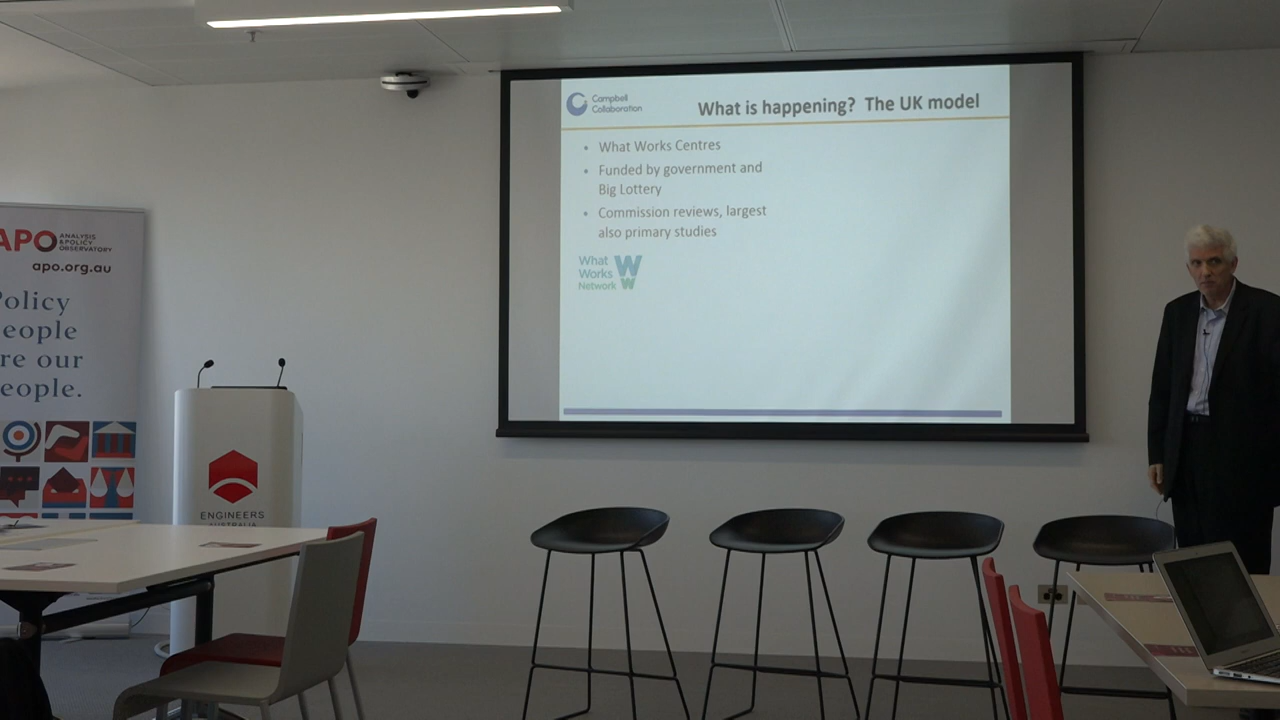 APO
ANALYSIS
& POLICY
OBSERVATORY
apo.org.au
Policy
eople
re our
eople.
ENGINEERS
AUSTRALIA
Campbell
Collaboration
What is happening? The UK model
What Works Centres
Funded by government and
Big Lottery
Commission reviews, largest
also primary studies
What
Works
Network